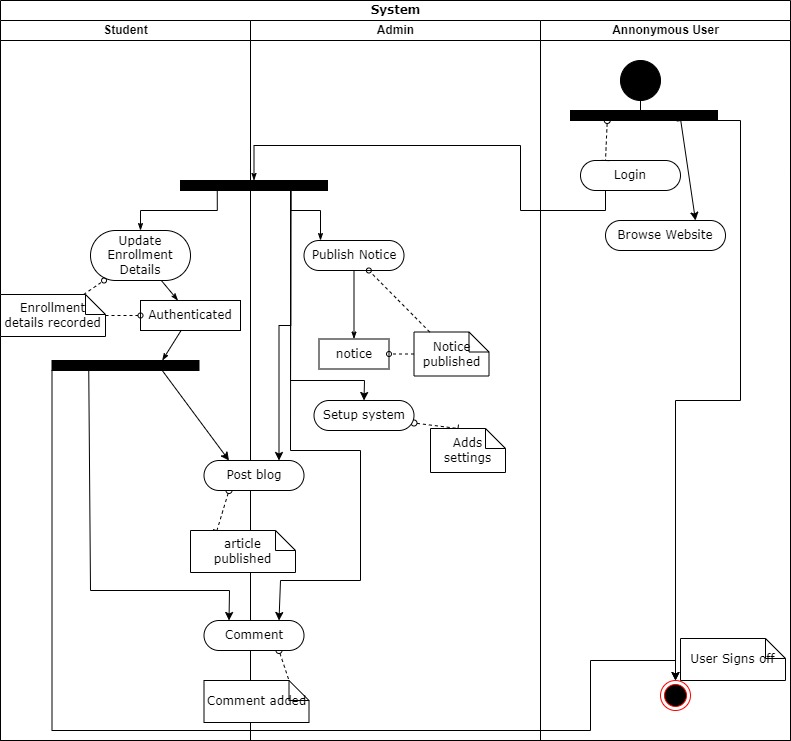 System
Student
Admin
Annonymous User
Login
Browse Website
Update
Enrollment
Details
Publish Notice
Enrollment
details recorded
Authenticated
notice
Notice
published
Setup system
Adds
settings
Post blog
article
published
Comment
User Signs off
Comment added